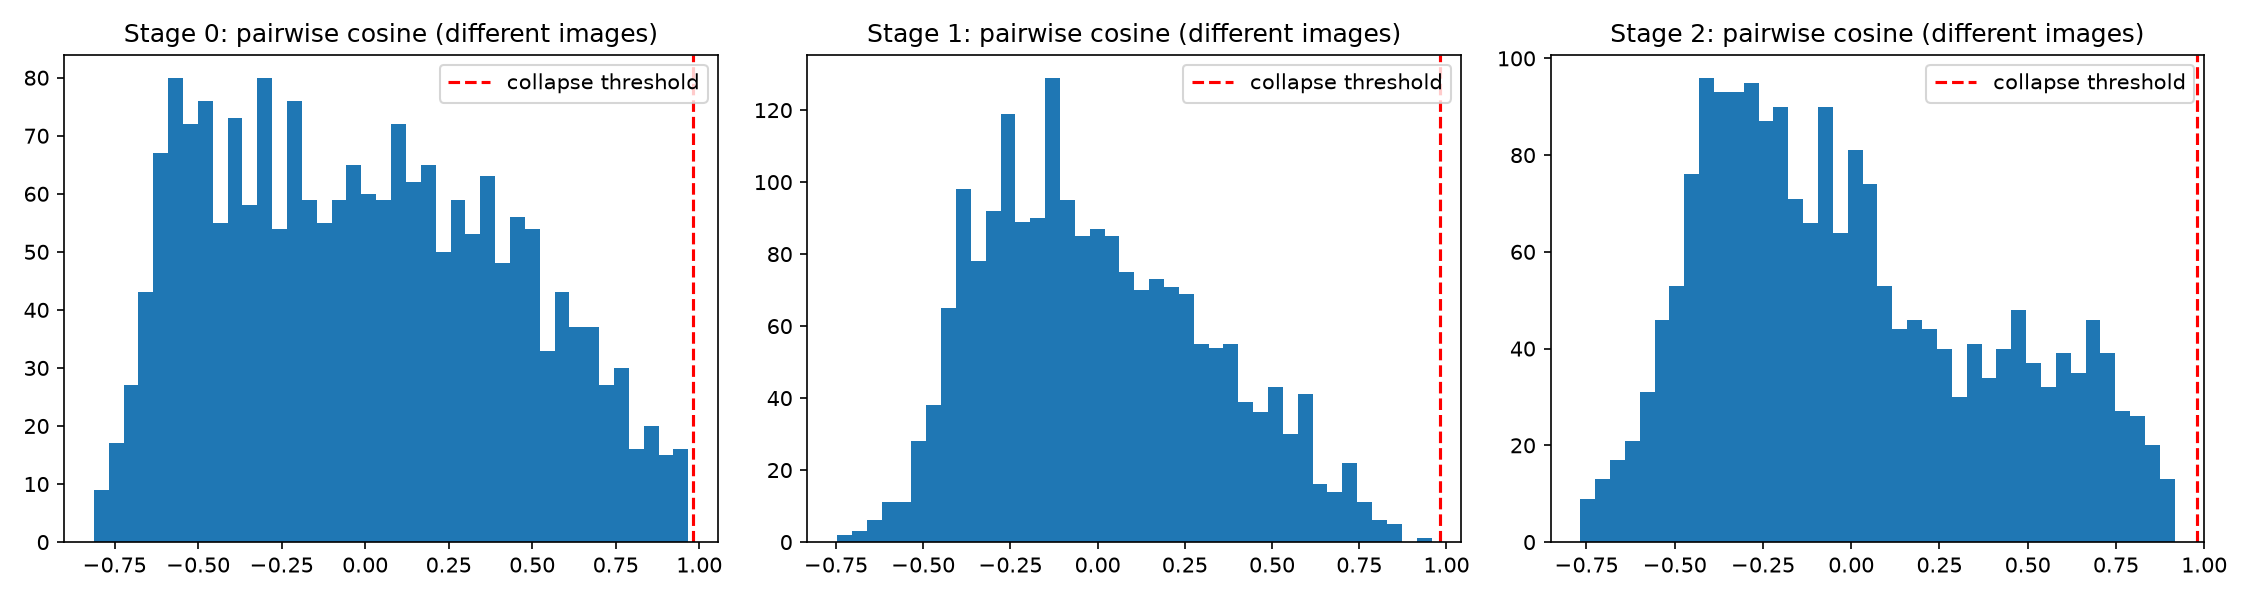 Stage 0: pairwise cosine (different images)
collapse threshold
80
70
60
50
40
30
20
10
0
−0.75 −0.50 −0.25 0.00 0.25 0.50 0.75 1.00
Stage 1: pairwise cosine (different images)
collapse threshold
120
100
80
60
40
20
0
−0.75 −0.50 −0.25 0.00 0.25 0.50 0.75 1.00
Stage 2: pairwise cosine (different images)
collapse threshold
100
80
60
40
20
0
−0.75 −0.50 −0.25 0.00 0.25 0.50 0.75 1.00